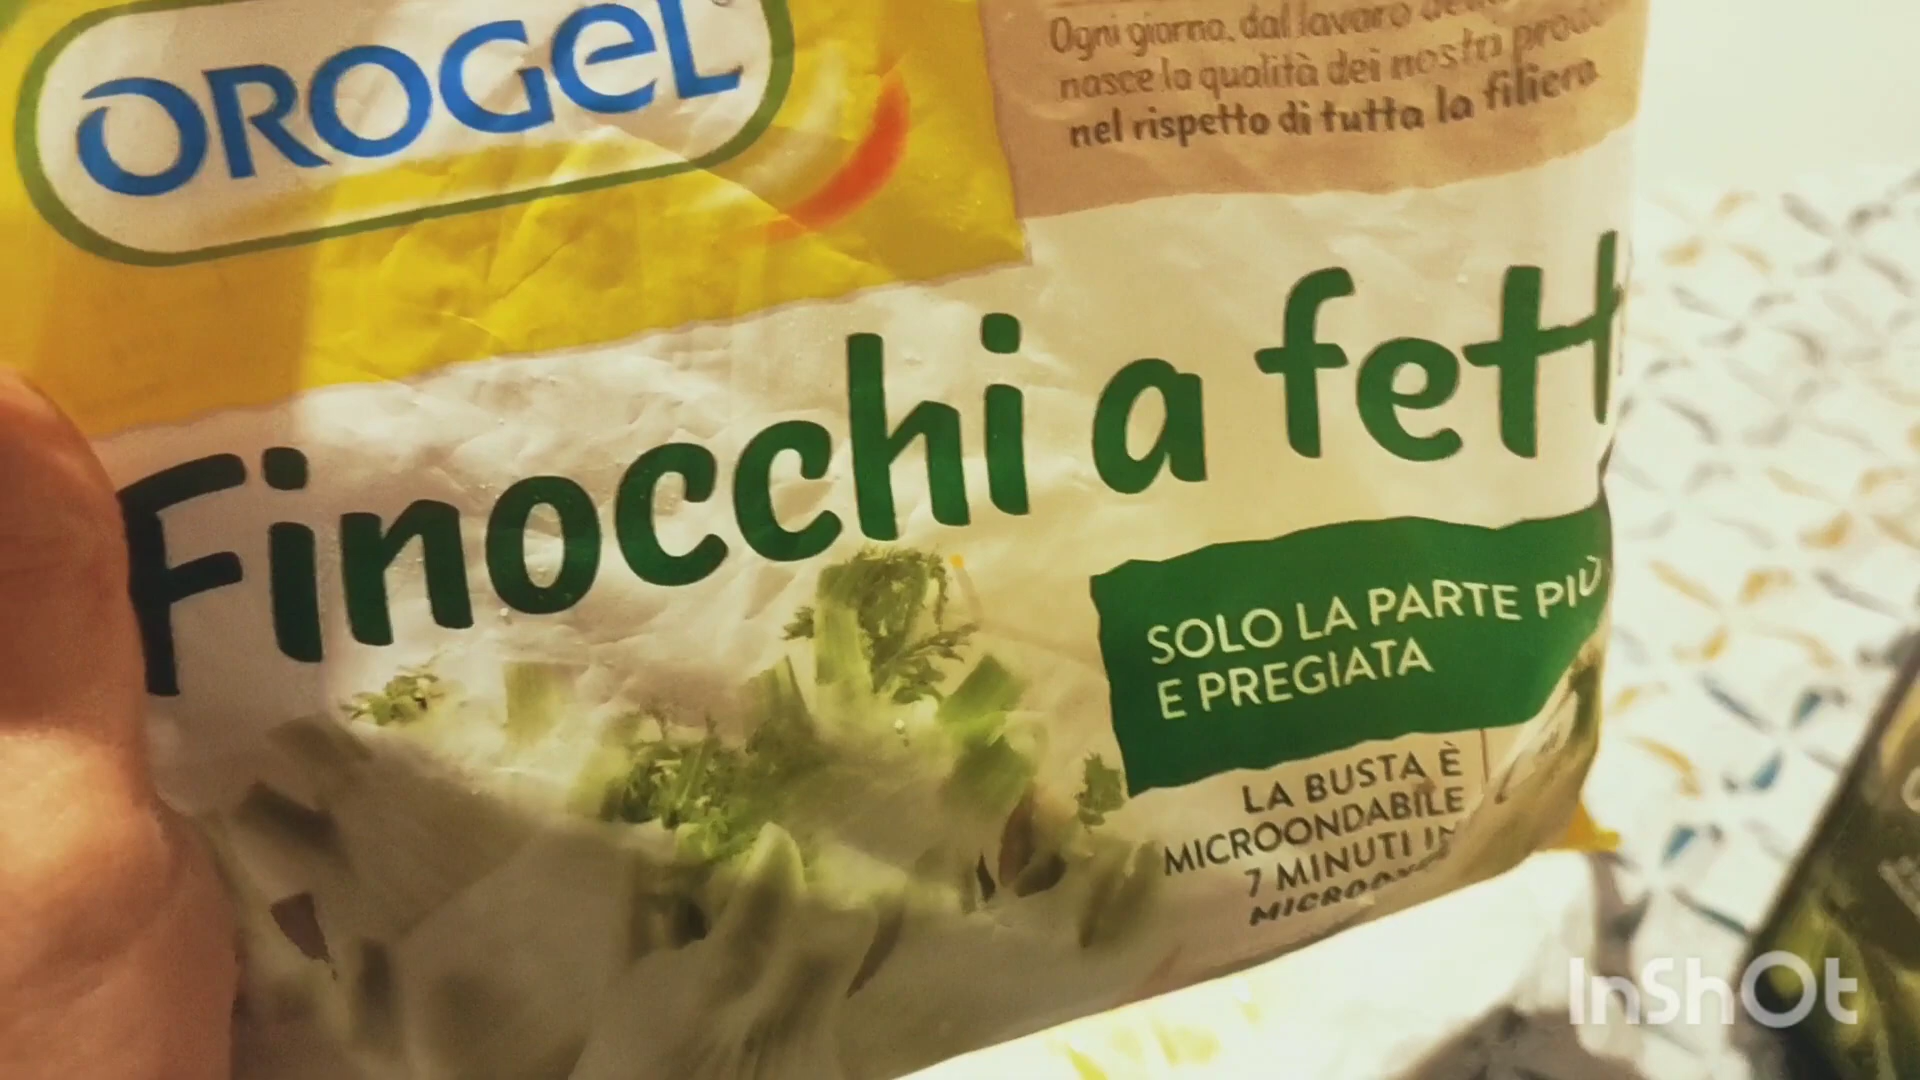 OROGEL
Ogni giorno, dal lavoro
nasce la qualità dei nostri
nel rispetto di tutta la filiera
Finocchi a fett
SOLO LA PARTE PIÙ
E PREGIATA
LA BUSTA È
MICROONDABILE
7 MINUTI IN
InShOt